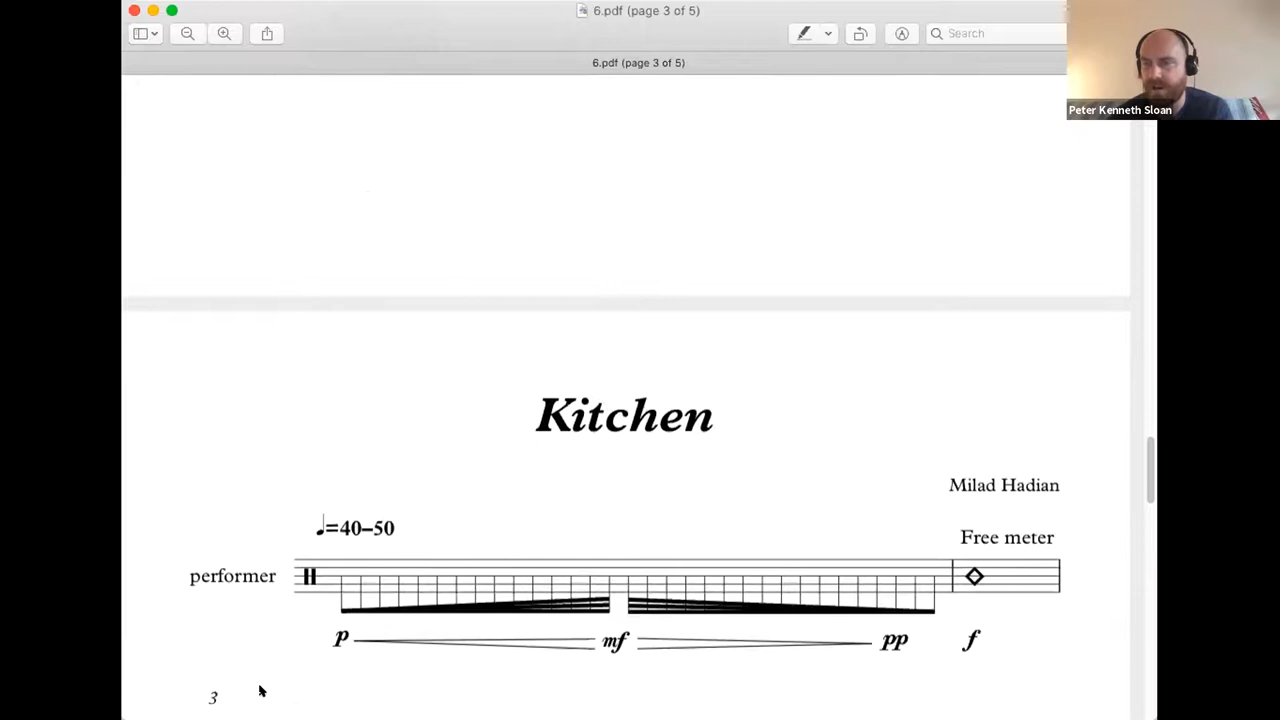 6.pdf (page 3 of 5)
Search
6.pdf (page 3 of 5)
Peter Kenneth Sloan
Kitchen
Milad Hadian
♩=40–50
Free meter
performer
p
mf
pp
f
3